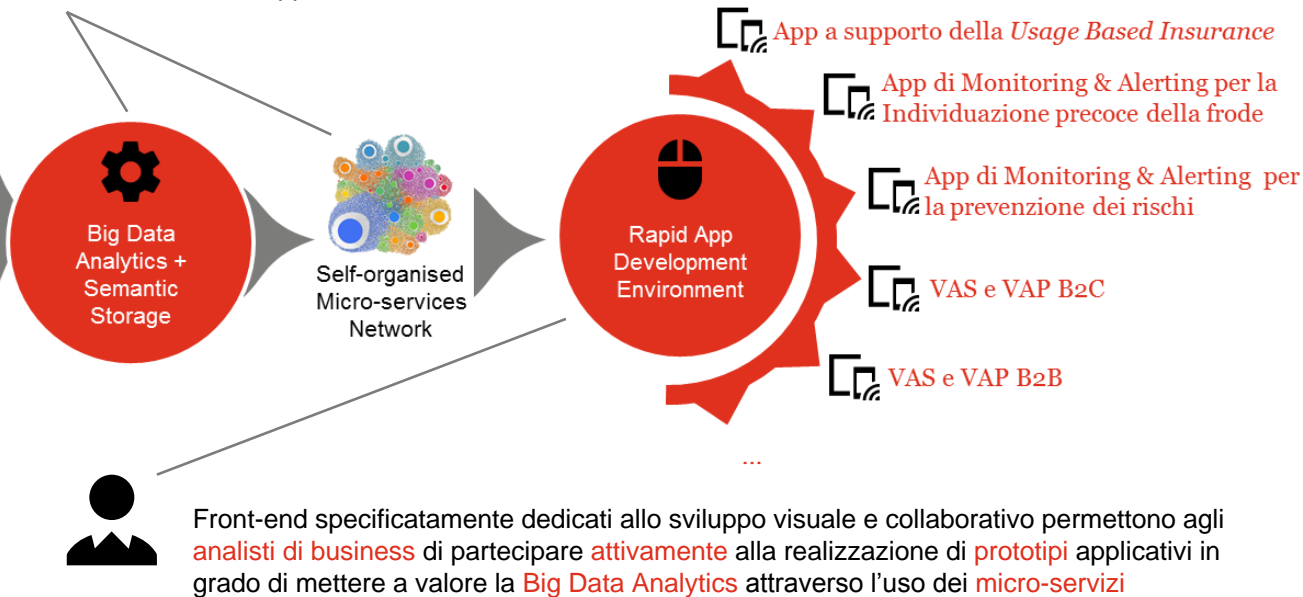 App a supporto della Usage Based Insurance
App di Monitoring & Alerting per la
Individuazione precoce della frode
App di Monitoring & Alerting per
la prevenzione dei rischi
Big Data
Analytics +
Semantic
Storage
Self-organised
Micro-services
Network
Rapid App
Development
Environment
VAS e VAP B2C
VAS e VAP B2B
...
Front-end specificatamente dedicati allo sviluppo visuale e collaborativo permettono agli
analisti di business di partecipare attivamente alla realizzazione di prototipi applicativi in
grado di mettere a valore la Big Data Analytics attraverso l’uso dei micro-servizi